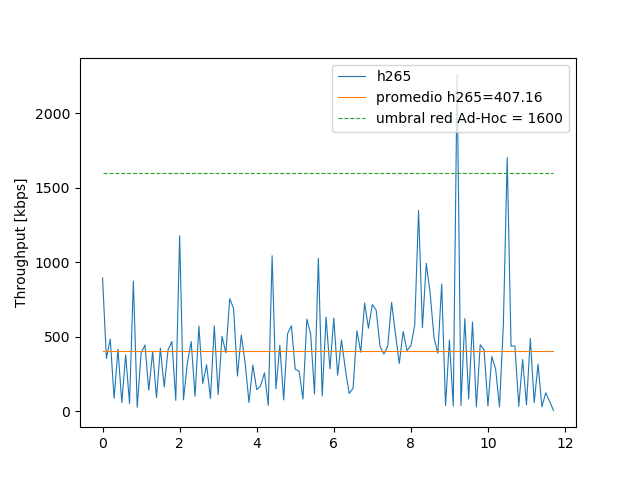 h265
promedio h265=407.16
umbral red Ad-Hoc = 1600
Throughput [kbps]
2000
1500
1000
500
0
0 2 4 6 8 10 12